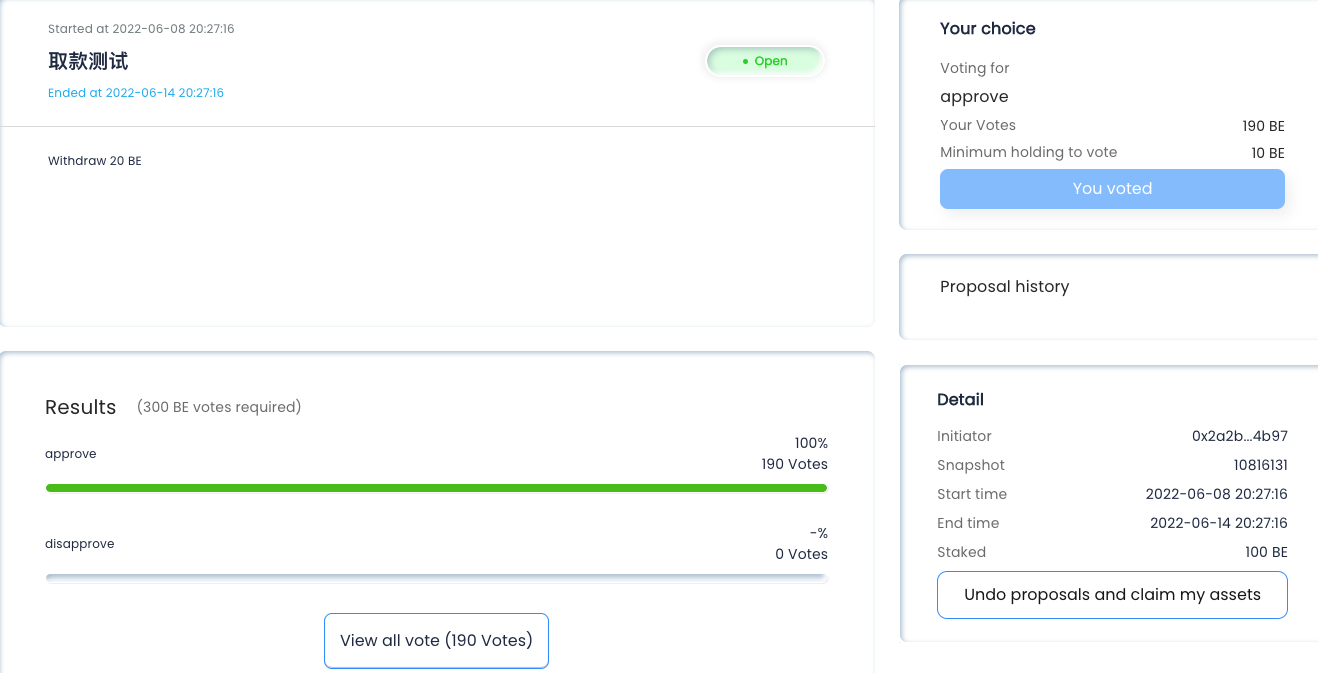 Started at 2022-06-08 20:27:16
取款测试
Open
Ended at 2022-06-14 20:27:16
Withdraw 20 BE
Results (300 BE votes required)
approve
100%
190 Votes
disapprove
-%
0 Votes
View all vote (190 Votes)
Your choice
Voting for
approve
Your Votes 190 BE
Minimum holding to vote 10 BE
You voted
Proposal history
Detail
Initiator 0x2a2b...4b97
Snapshot 10816131
Start time 2022-06-08 20:27:16
End time 2022-06-14 20:27:16
Staked 100 BE
Undo proposals and claim my assets